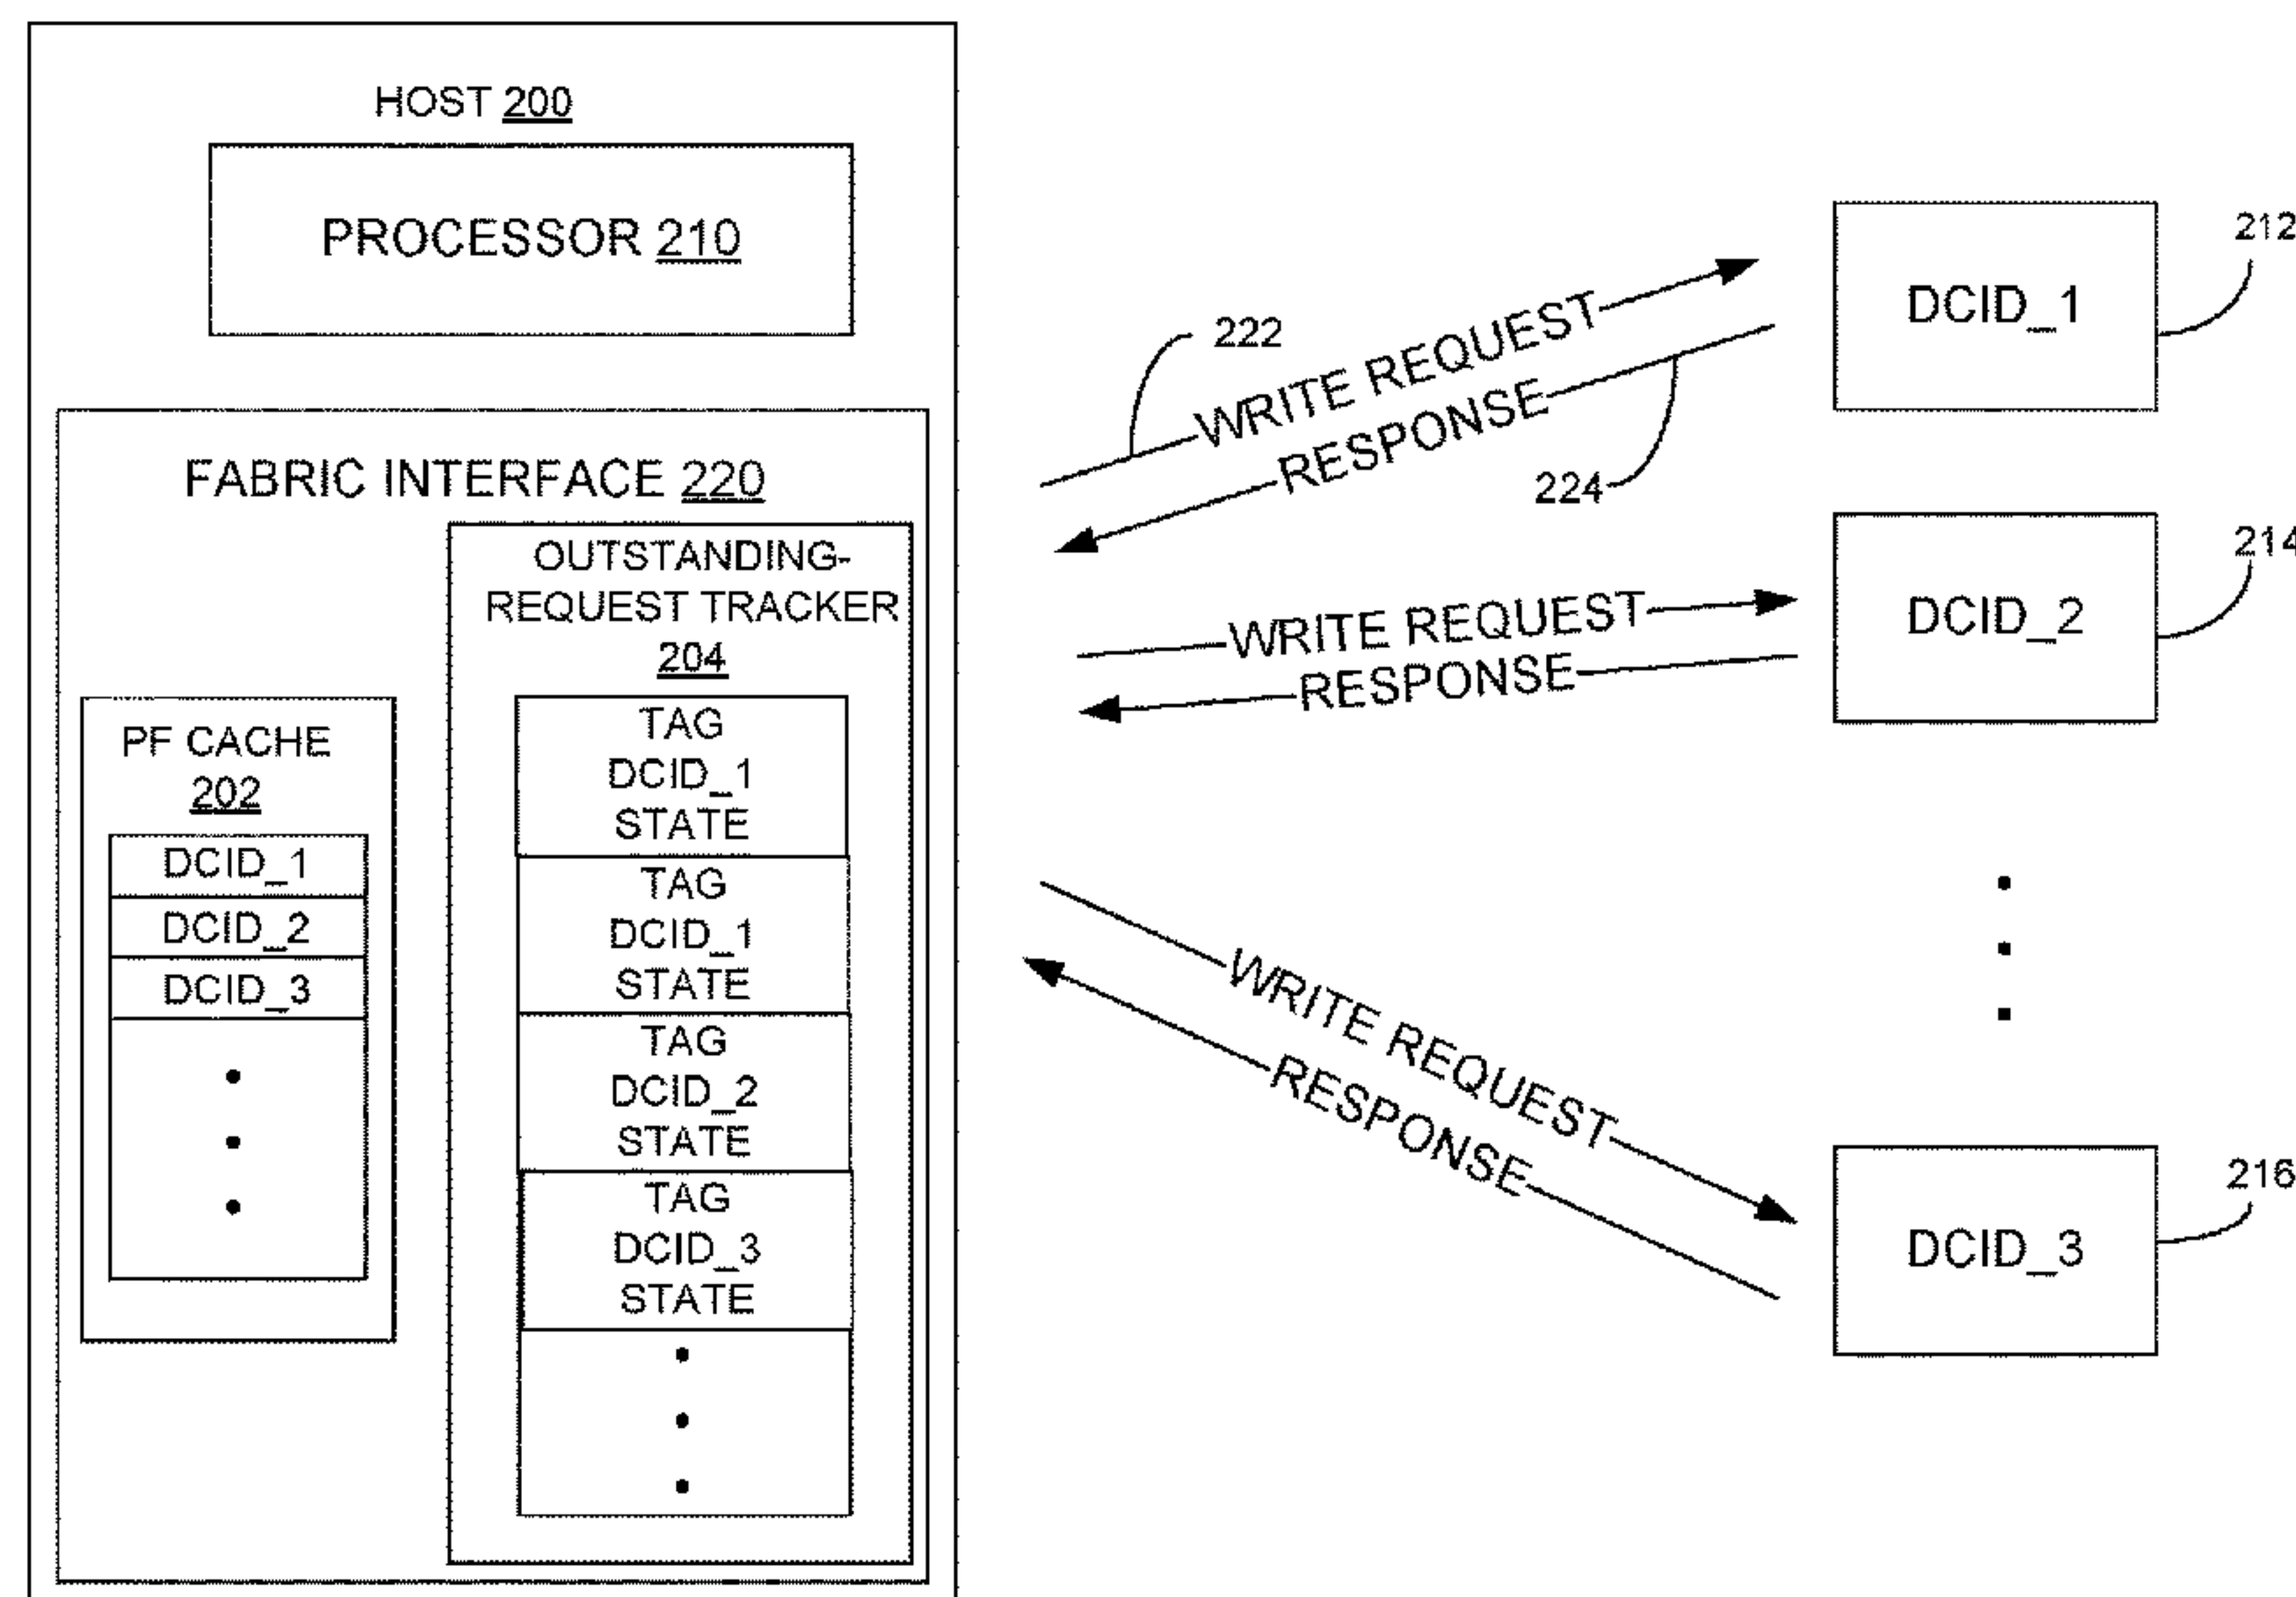 HOST 200
PROCESSOR 210
FABRIC INTERFACE 220
PF CACHE
202
DCID_1
DCID_2
DCID_3
OUTSTANDING-
REQUEST TRACKER
204
TAG
DCID_1
STATE
TAG
DCID_1
STATE
TAG
DCID_2
STATE
TAG
DCID_3
STATE
222
WRITE REQUEST
RESPONSE
224
WRITE REQUEST
RESPONSE
WRITE REQUEST
RESPONSE
DCID_1
212
DCID_2
214
DCID_3
216